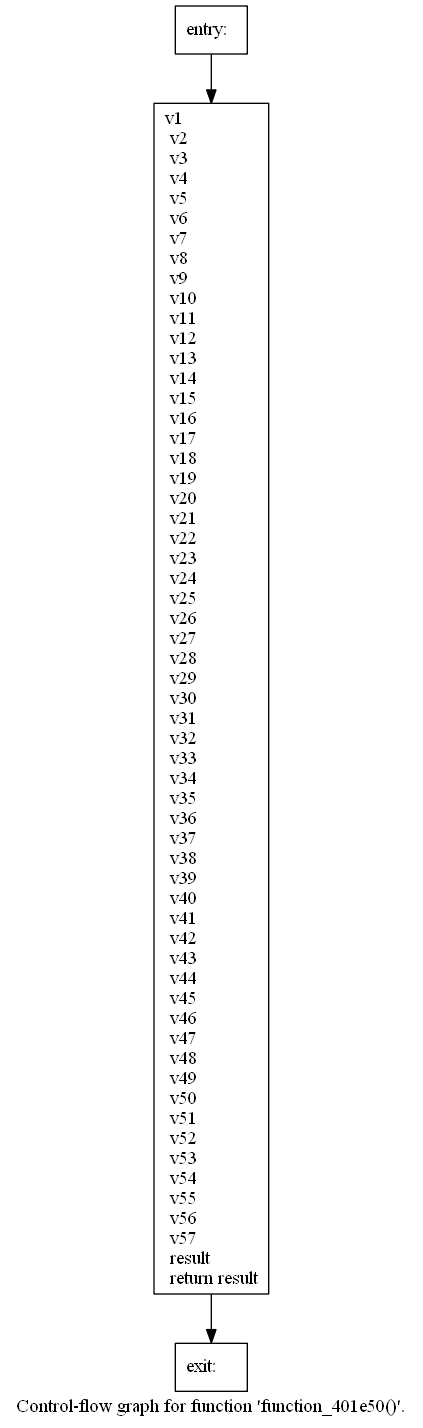 entry:
v1
v2
v3
v4
v5
v6
v7
v8
v9
v10
v11
v12
v13
v14
v15
v16
v17
v18
v19
v20
v21
v22
v23
v24
v25
v26
v27
v28
v29
v30
v31
v32
v33
v34
v35
v36
v37
v38
v39
v40
v41
v42
v43
v44
v45
v46
v47
v48
v49
v50
v51
v52
v53
v54
v55
v56
v57
result
return result
exit:
Control-flow graph for function 'function_401e50()'.